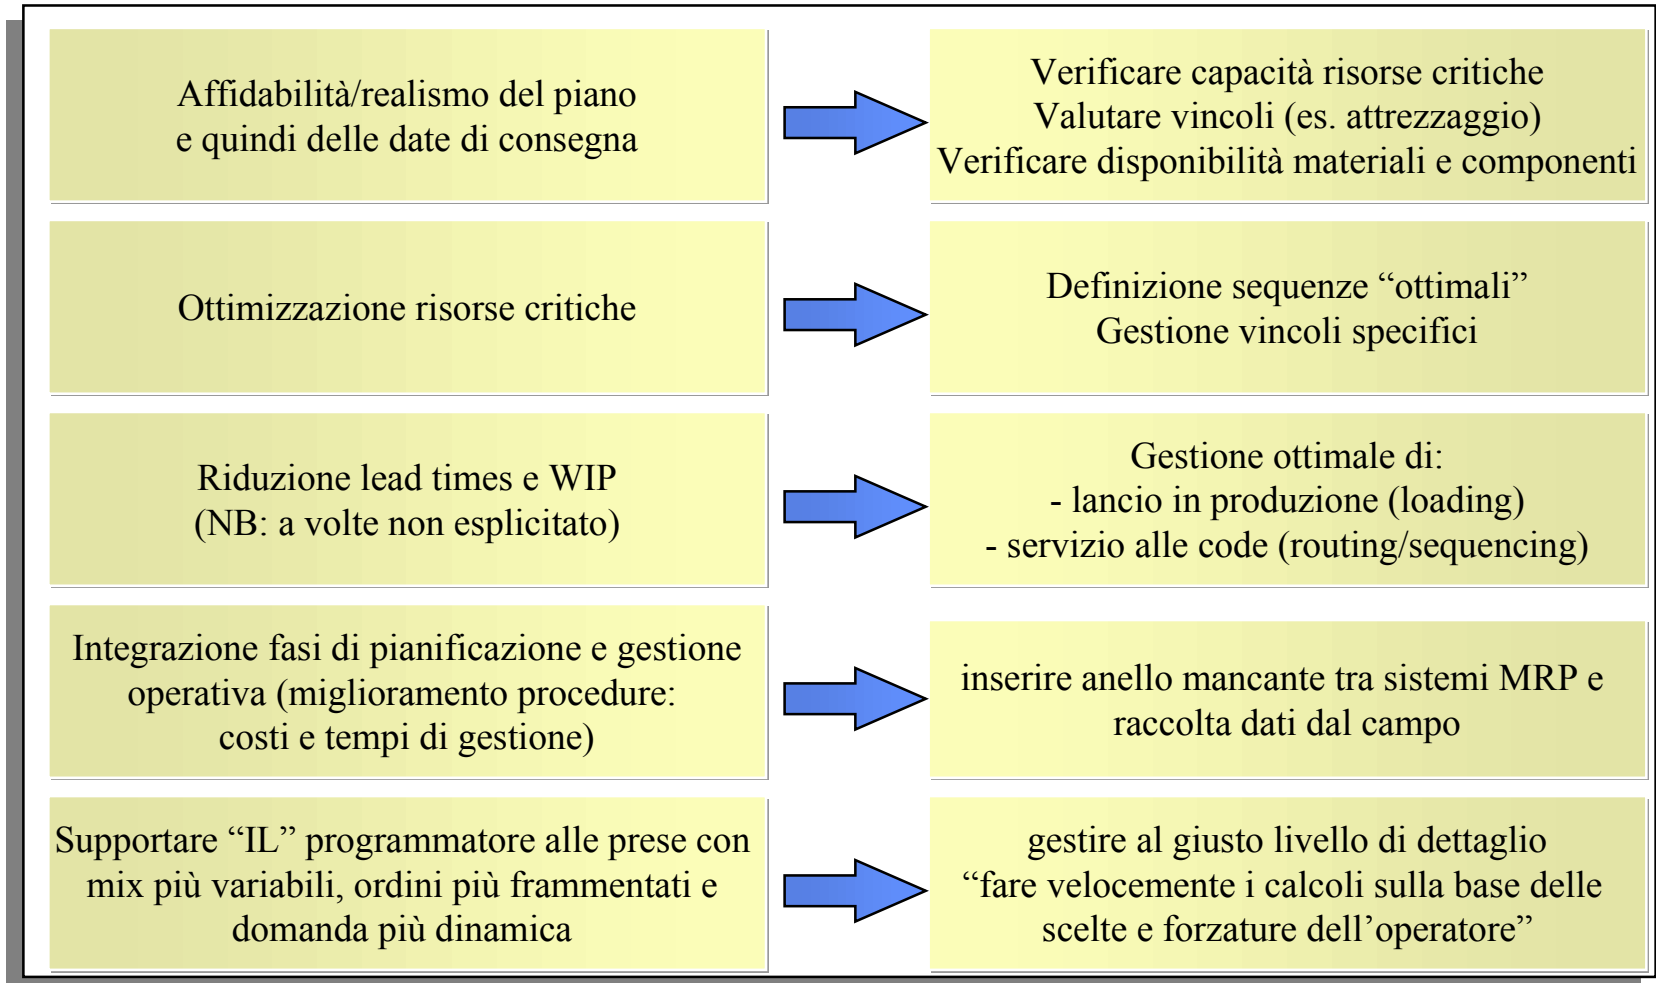 Affidabilità/realismo del piano
e quindi delle date di consegna
Verificare capacità risorse critiche
Valutare vincoli (es. attrezzaggio)
Verificare disponibilità materiali e componenti
Ottimizzazione risorse critiche
Definizione sequenze “ottimali”
Gestione vincoli specifici
Riduzione lead times e WIP
(NB: a volte non esplicitato)
Gestione ottimale di:
- lancio in produzione (loading)
- servizio alle code (routing/sequencing)
Integrazione fasi di pianificazione e gestione
operativa (miglioramento procedure:
costi e tempi di gestione)
inserire anello mancante tra sistemi MRP e
raccolta dati dal campo
Supportare “IL” programmatore alle prese con
mix più variabili, ordini più frammentati e
domanda più dinamica
gestire al giusto livello di dettaglio
“fare velocemente i calcoli sulla base delle
scelte e forzature dell’operatore”